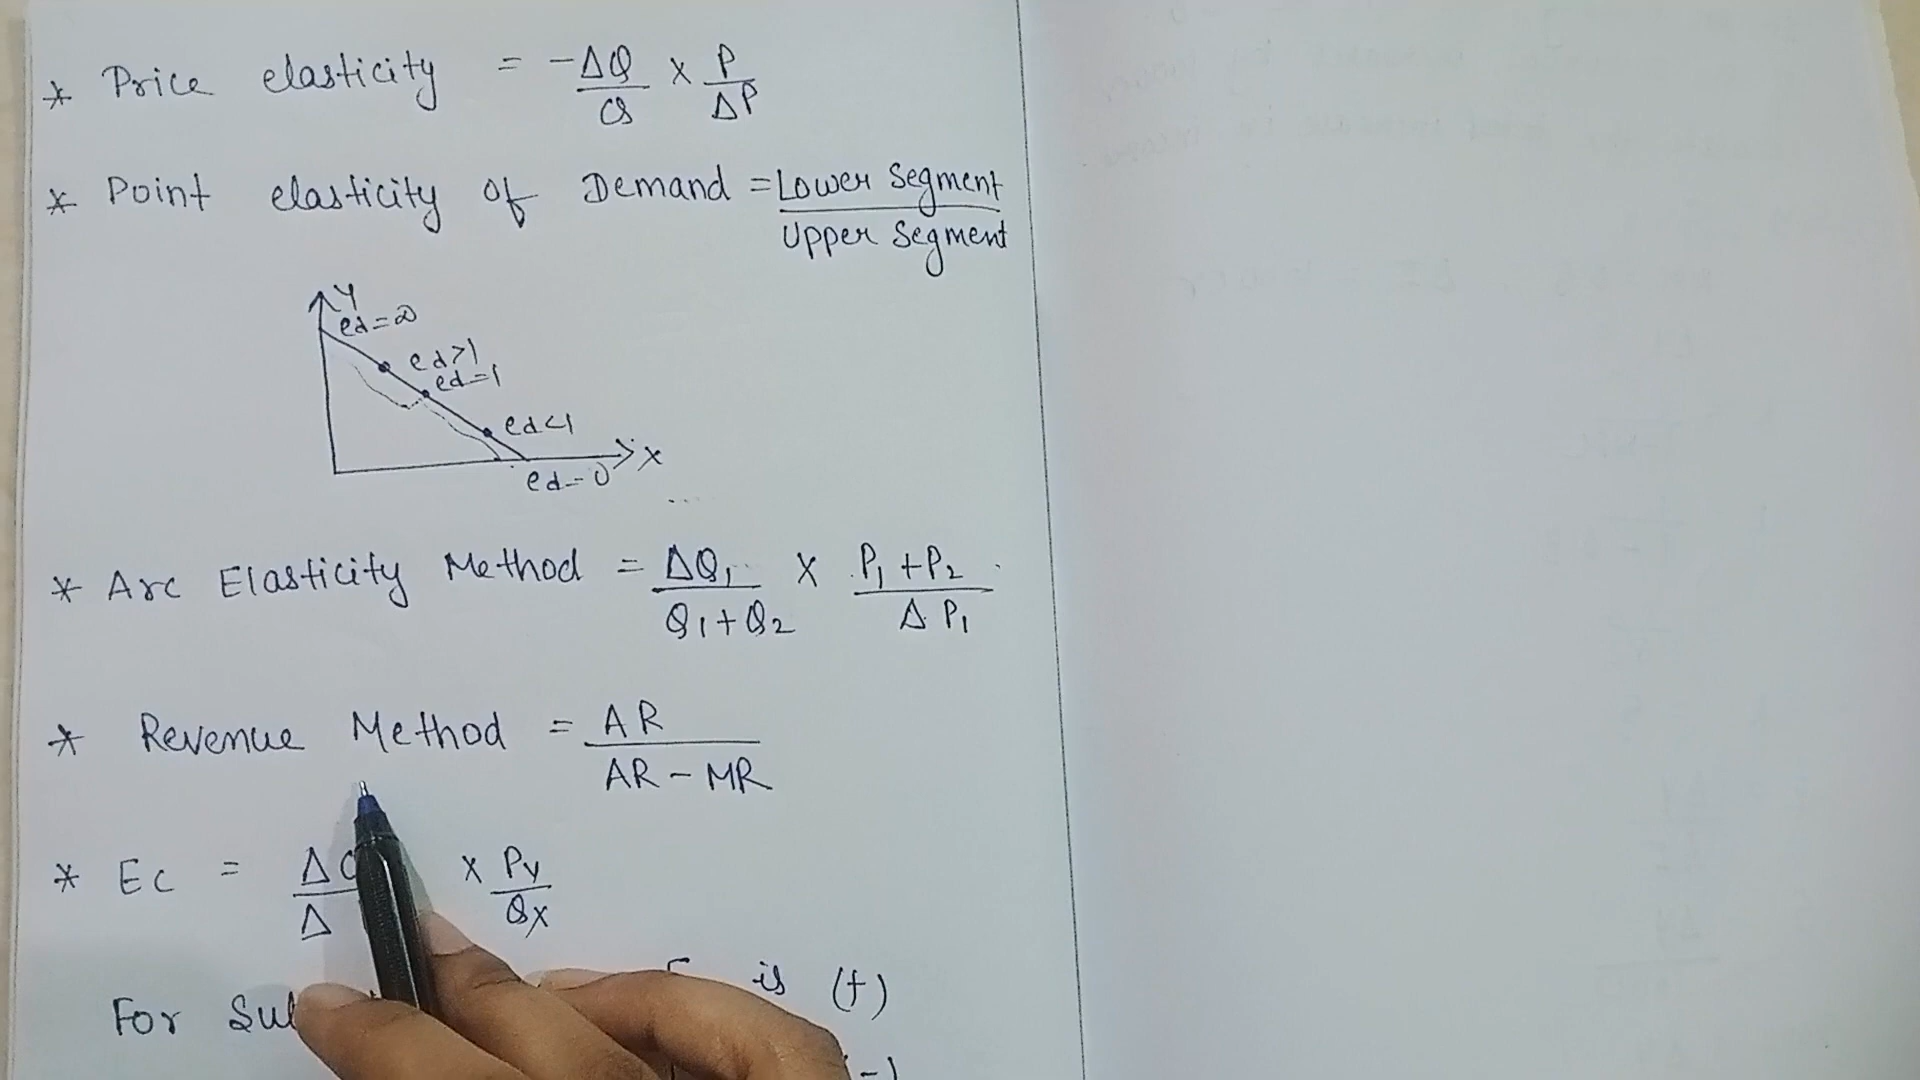 * Price elasticity = -ΔQ/Q × P/ΔP
* Point elasticity of Demand = Lower Segment/Upper Segment
Y
ed=∞
ed>1
ed=1
ed<1
X
ed=0
* Arc Elasticity Method = ΔQ1/Q1+Q2 × P1+P2/ΔP1
* Revenue Method = AR/AR-MR
* Ec = Δ/Δ × Py/Qx
For is (+)